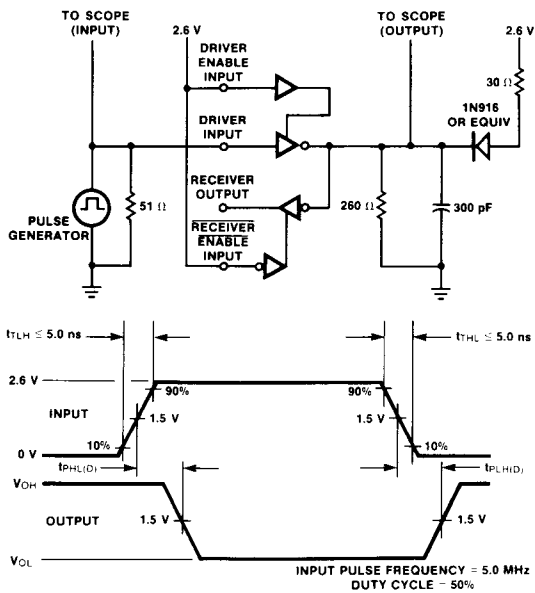 TO SCOPE
(INPUT)
TO SCOPE
(OUTPUT)
2.6 V
2.6 V
DRIVER
ENABLE
INPUT
30 Ω
1N916
OR EQUIV
DRIVER
INPUT
RECEIVER
OUTPUT
51 Ω
260 Ω
300 pF
PULSE
GENERATOR
RECEIVER
ENABLE
INPUT
tTLH ≤ 5.0 ns
tTHL ≤ 5.0 ns
2.6 V
90%
90%
INPUT
1.5 V
1.5 V
10%
10%
0 V
tPHL(D)
tPLH(D)
VOH
OUTPUT
1.5 V
1.5 V
VOL
INPUT PULSE FREQUENCY = 5.0 MHz
DUTY CYCLE = 50%